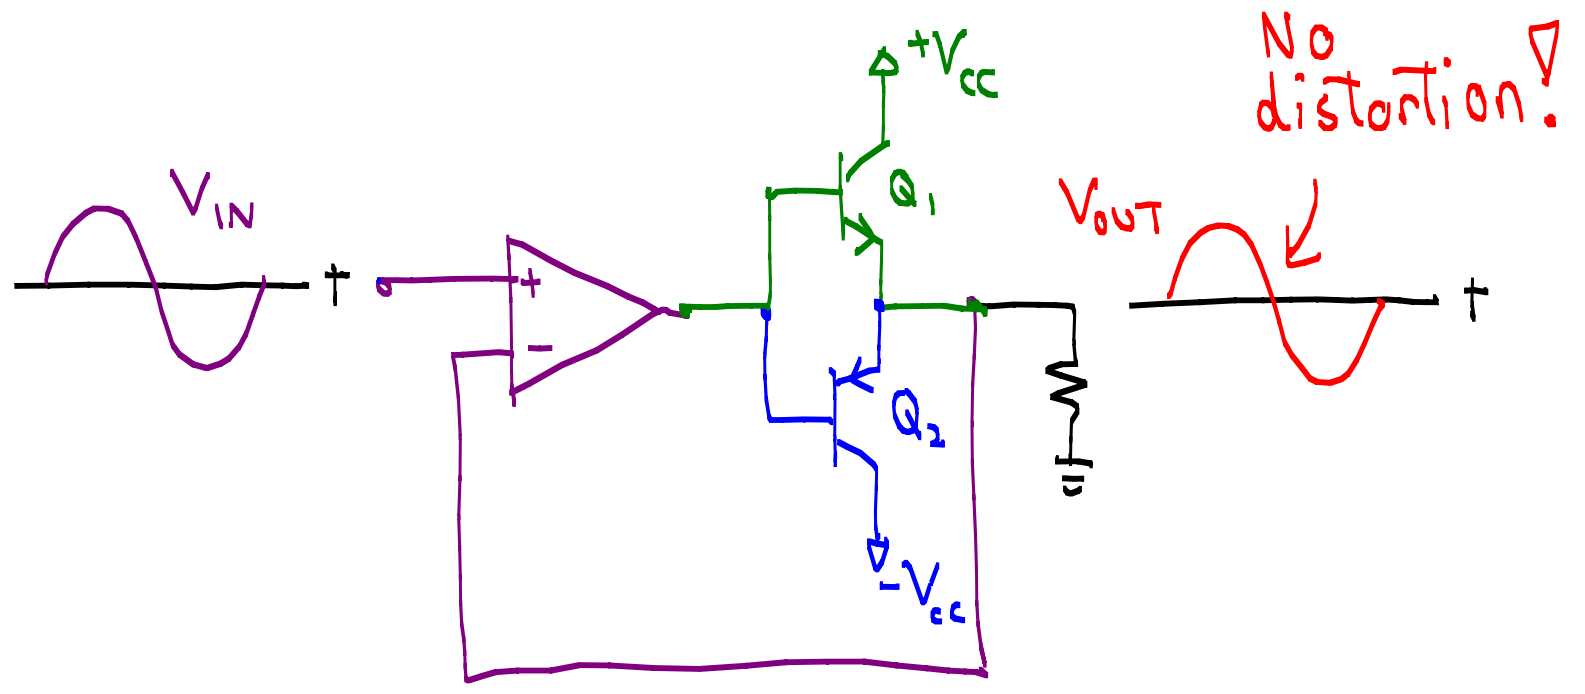 No
distortion!
+Vcc
VIN
Q1
VOUT
t
+
t
-
Q2
-Vcc